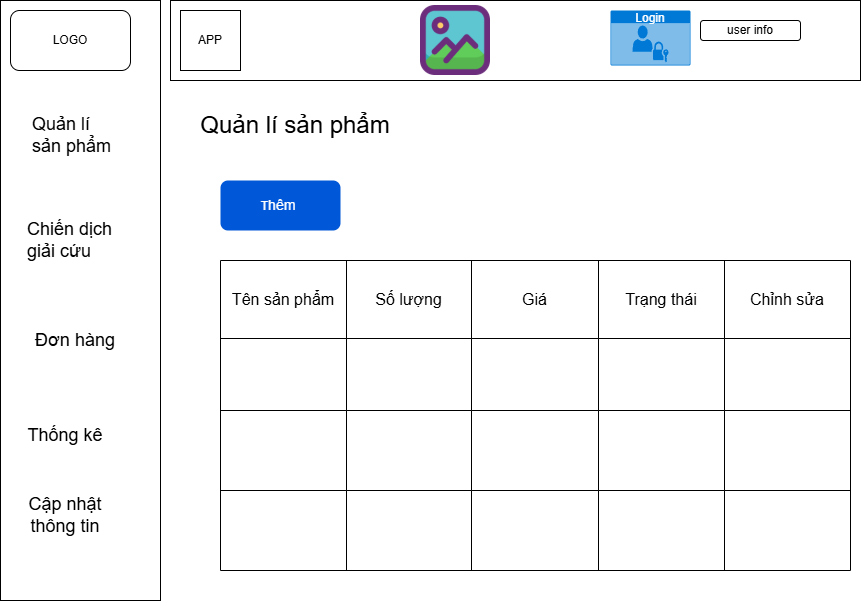 LOGO
APP
Login
user info
Quản lí
sản phẩm
Chiến dịch
giải cứu
Đơn hàng
Thống kê
Cập nhật
thông tin
Quản lí sản phẩm
Thêm
Tên sản phẩm
Số lượng
Giá
Trạng thái
Chỉnh sửa